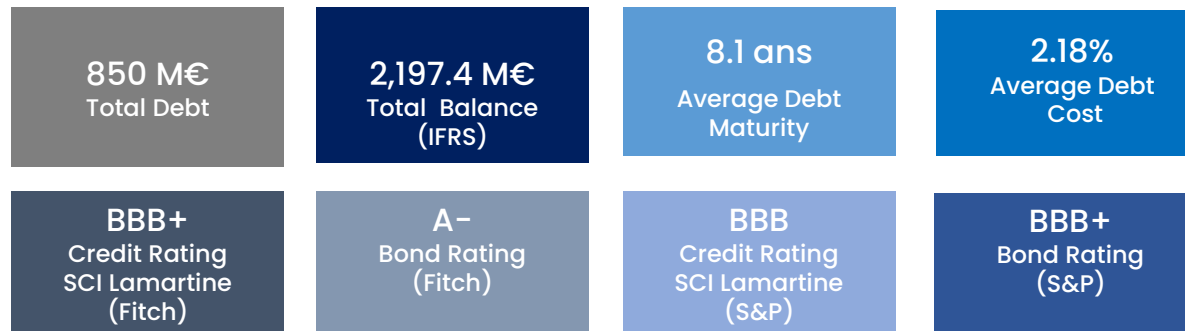 850 M€
Total Debt
2,197.4 M€
Total Balance
(IFRS)
8.1 ans
Average Debt
Maturity
2.18%
Average Debt
Cost
BBB+
Credit Rating
SCI Lamartine
(Fitch)
A-
Bond Rating
(Fitch)
BBB
Credit Rating
SCI Lamartine
(S&P)
BBB+
Bond Rating
(S&P)